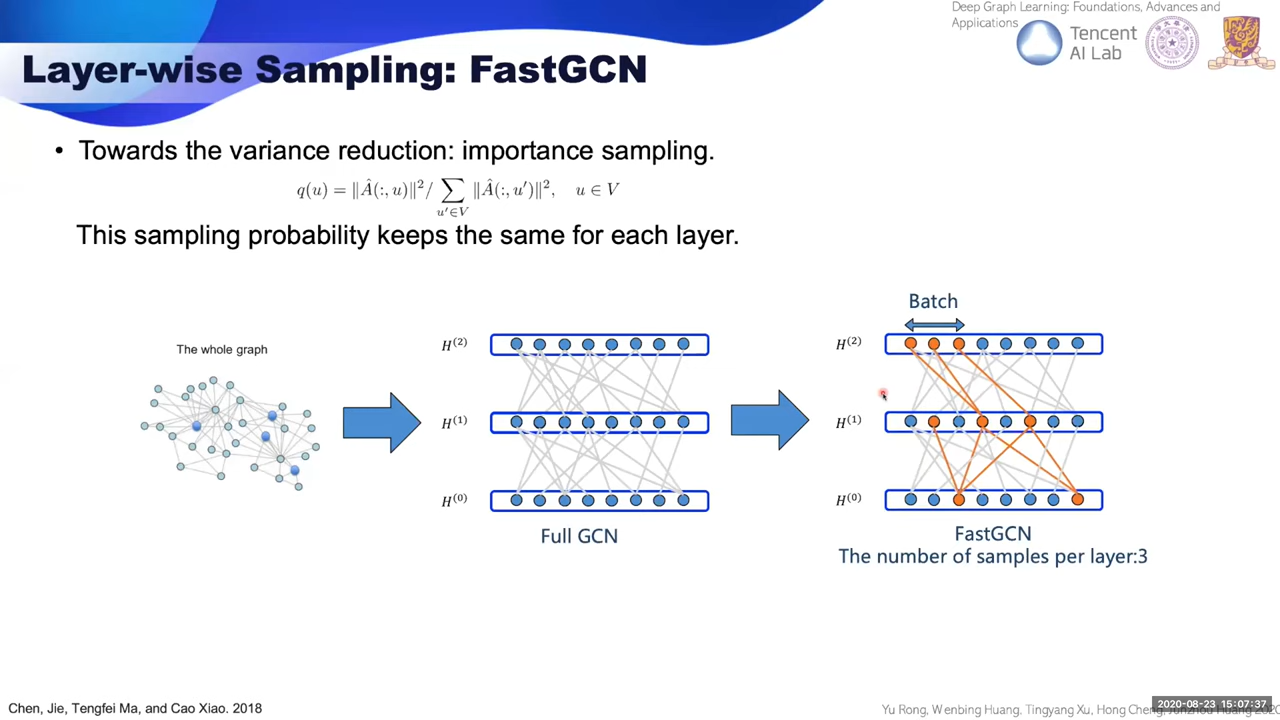 Deep Graph Learning: Foundations, Advances and
Applications
Tencent
AI Lab
Layer-wise Sampling: FastGCN
• Towards the variance reduction: importance sampling.
q(u) = ‖Â(:, u)‖²/ ∑_{u′∈V} ‖Â(:, u′)‖², u ∈ V
This sampling probability keeps the same for each layer.
Batch
The whole graph
H⁽²⁾
H⁽²⁾
H⁽¹⁾
H⁽¹⁾
H⁽⁰⁾
H⁽⁰⁾
Full GCN
FastGCN
The number of samples per layer:3
Chen, Jie, Tengfei Ma, and Cao Xiao. 2018
2020-08-23 15:07:37
Yu Rong, Wenbing Huang, Tingyang Xu, Hong Cheng, Junzhou Huang 2020